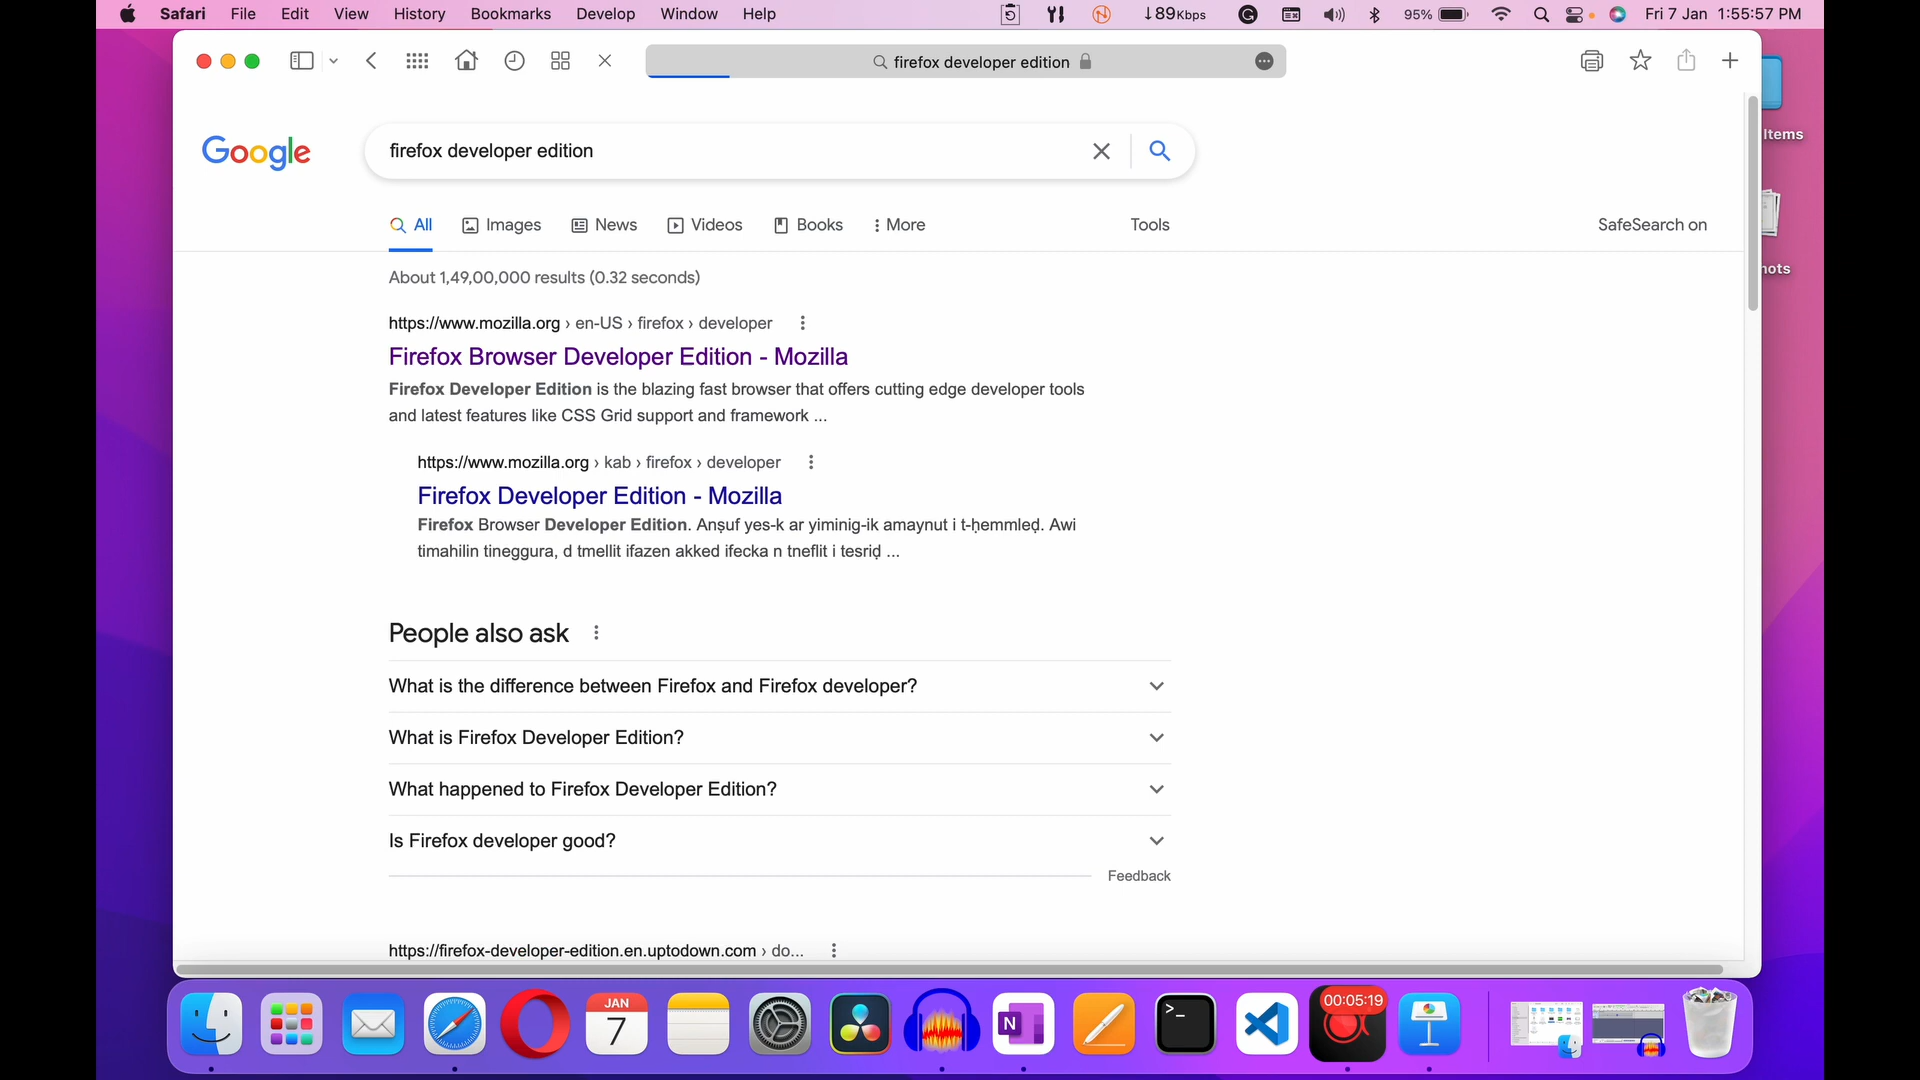 Safari File Edit View History Bookmarks Develop Window Help ↓89Kbps 95% Fri 7 Jan 1:55:57 PM
firefox developer edition
Items
Google firefox developer edition
All Images News Videos Books More Tools SafeSearch on
hots
About 1,49,00,000 results (0.32 seconds)
https://www.mozilla.org › en-US › firefox › developer
Firefox Browser Developer Edition - Mozilla
Firefox Developer Edition is the blazing fast browser that offers cutting edge developer tools
and latest features like CSS Grid support and framework ...
https://www.mozilla.org › kab › firefox › developer
Firefox Developer Edition - Mozilla
Firefox Browser Developer Edition. Anṣuf yes-k ar yiminig-ik amaynut i t-ḥemmleḍ. Awi
timahilin tineggura, d tmellit ifazen akked ifecka n tneflit i tesriḍ ...
People also ask
What is the difference between Firefox and Firefox developer?
What is Firefox Developer Edition?
What happened to Firefox Developer Edition?
Is Firefox developer good?
Feedback
https://firefox-developer-edition.en.uptodown.com › do...
JAN
7
N
>_
00:05:19